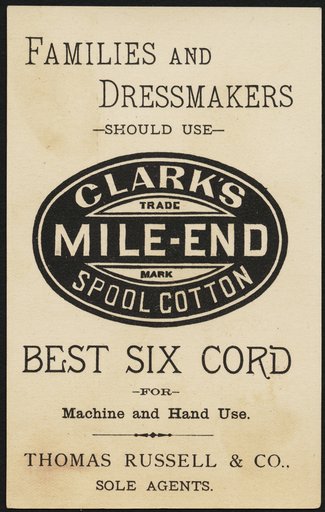 FAMILIES AND
DRESSMAKERS
—SHOULD USE—
CLARK'S
TRADE
MILE-END
MARK
SPOOL COTTON
BEST SIX CORD
—FOR—
Machine and Hand Use.
THOMAS RUSSELL & CO.,
SOLE AGENTS.